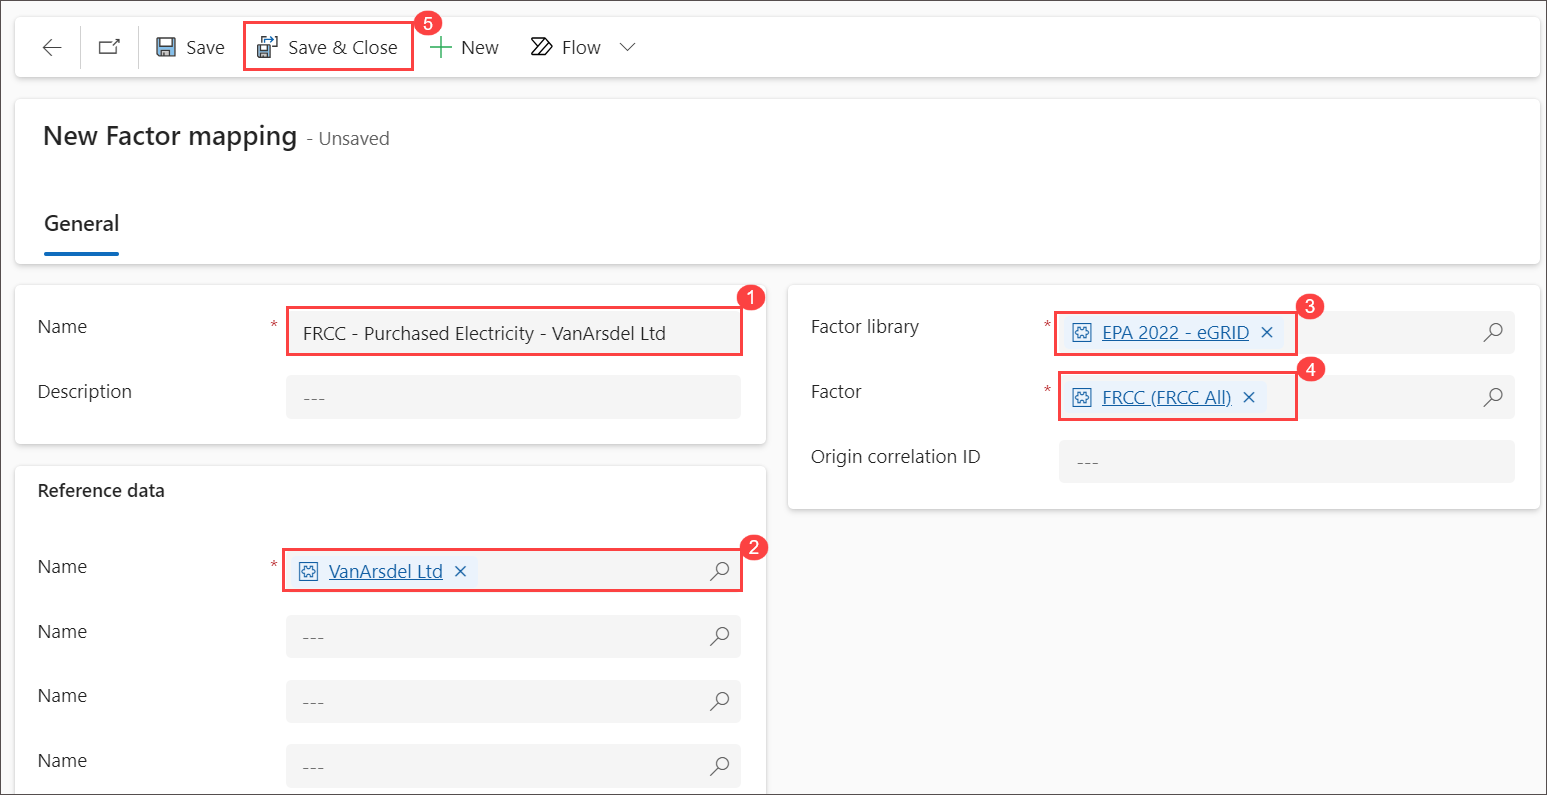 Save
Save & Close
5
New
Flow
New Factor mapping - Unsaved
General
1
Name * FRCC - Purchased Electricity - VanArsdel Ltd
Description ---
Reference data
2
Name * VanArsdel Ltd
Name ---
Name ---
Name ---
3
Factor library * EPA 2022 - eGRID
4
Factor * FRCC (FRCC All)
Origin correlation ID ---